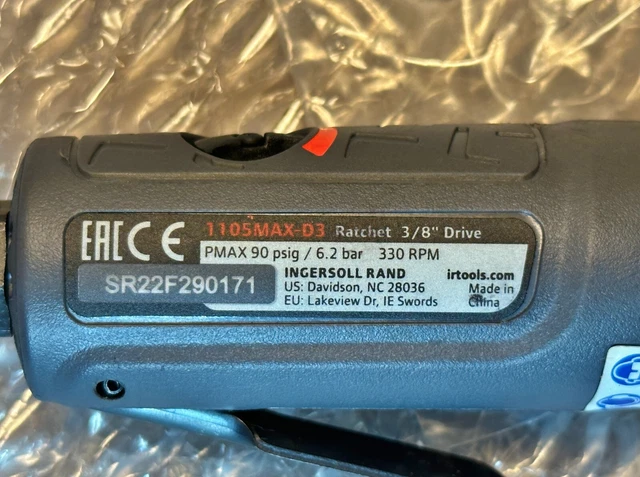 EAC CE 1105MAX-D3 Ratchet 3/8" Drive
PMAX 90 psig / 6.2 bar 330 RPM
SR22F290171
INGERSOLL RAND irtools.com
US: Davidson, NC 28036 Made in
EU: Lakeview Dr, IE Swords China